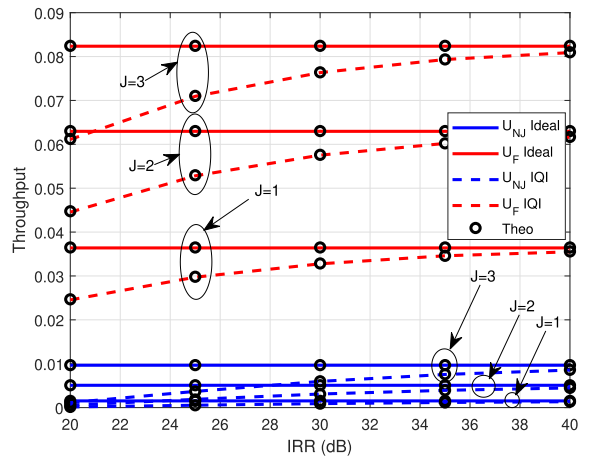 0.09
0.08
0.07
0.06
0.05
0.04
0.03
0.02
0.01
0
Throughput
J=3
J=2
J=1
U_NJ Ideal
U_F Ideal
U_NJ IQI
U_F IQI
Theo
J=3
J=2
J=1
20 22 24 26 28 30 32 34 36 38 40
IRR (dB)